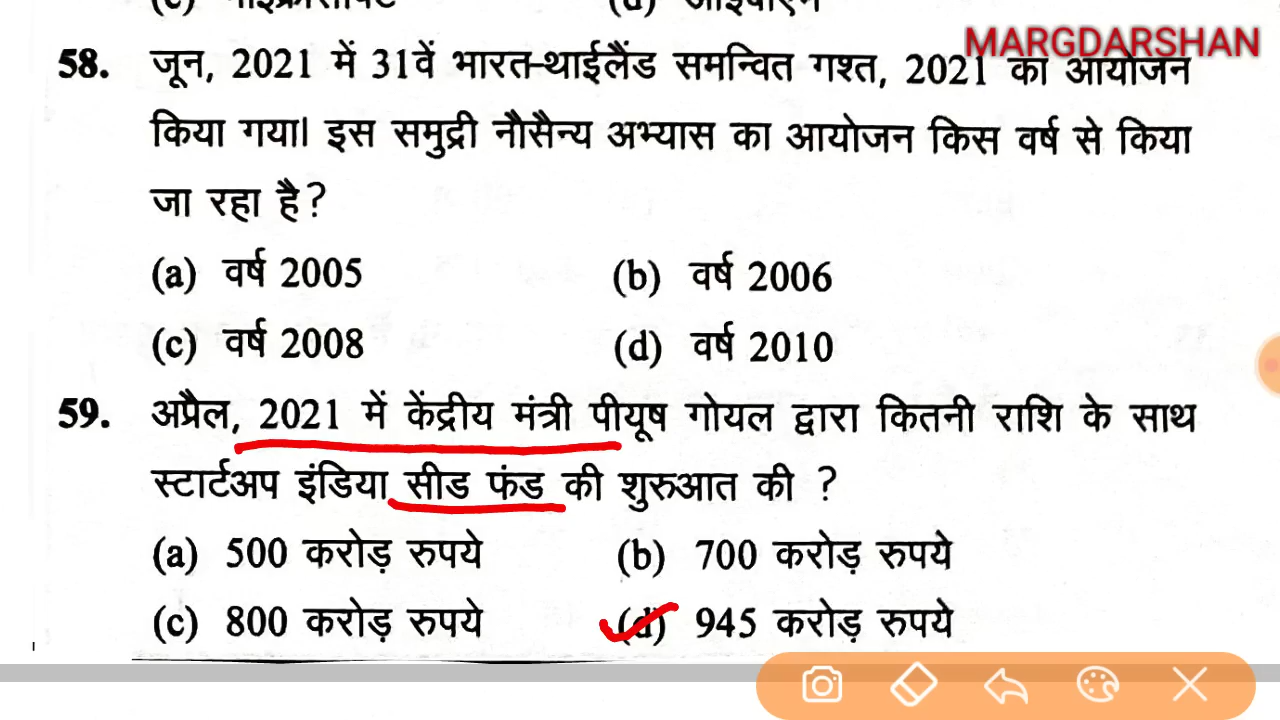 MARGDARSHAN
58. जून, 2021 में 31वें भारत-थाईलैंड समन्वित गश्त, 2021 का आयोजन
किया गया। इस समुद्री नौसैन्य अभ्यास का आयोजन किस वर्ष से किया
जा रहा है?
(a) वर्ष 2005 (b) वर्ष 2006
(c) वर्ष 2008 (d) वर्ष 2010
59. अप्रैल, 2021 में केंद्रीय मंत्री पीयूष गोयल द्वारा कितनी राशि के साथ
स्टार्टअप इंडिया सीड फंड की शुरुआत की ?
(a) 500 करोड़ रुपये (b) 700 करोड़ रुपये
(c) 800 करोड़ रुपये (d) 945 करोड़ रुपये